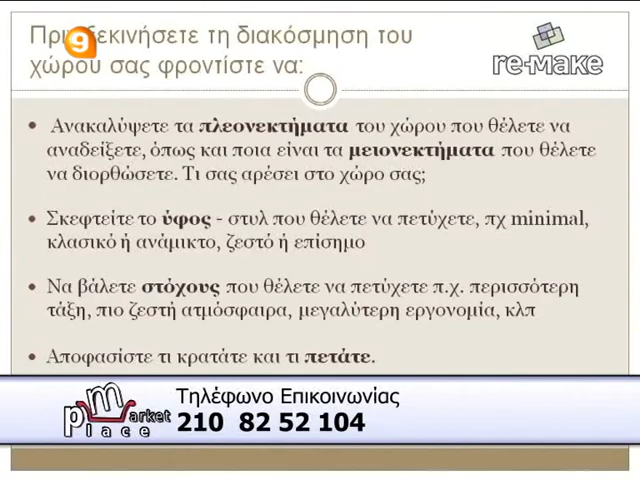 9
ξεκινήσετε τη διακόσμηση του
χώρου σας φροντίστε να:
re-make
• Ανακαλύψετε τα πλεονεκτήματα του χώρου που θέλετε να
αναδείξετε, όπως και ποια είναι τα μειονεκτήματα που θέλετε
να διορθώσετε. Τι σας αρέσει στο χώρο σας;
• Σκεφτείτε το ύφος - στυλ που θέλετε να πετύχετε, πχ minimal,
κλασικό ή ανάμικτο, ζεστό ή επίσημο
• Να βάλετε στόχους που θέλετε να πετύχετε π.χ. περισσότερη
τάξη, πιο ζεστή ατμόσφαιρα, μεγαλύτερη εργονομία, κλπ
• Αποφασίστε τι κρατάτε και τι πετάτε.
market
place
Τηλέφωνο Επικοινωνίας
210 82 52 104